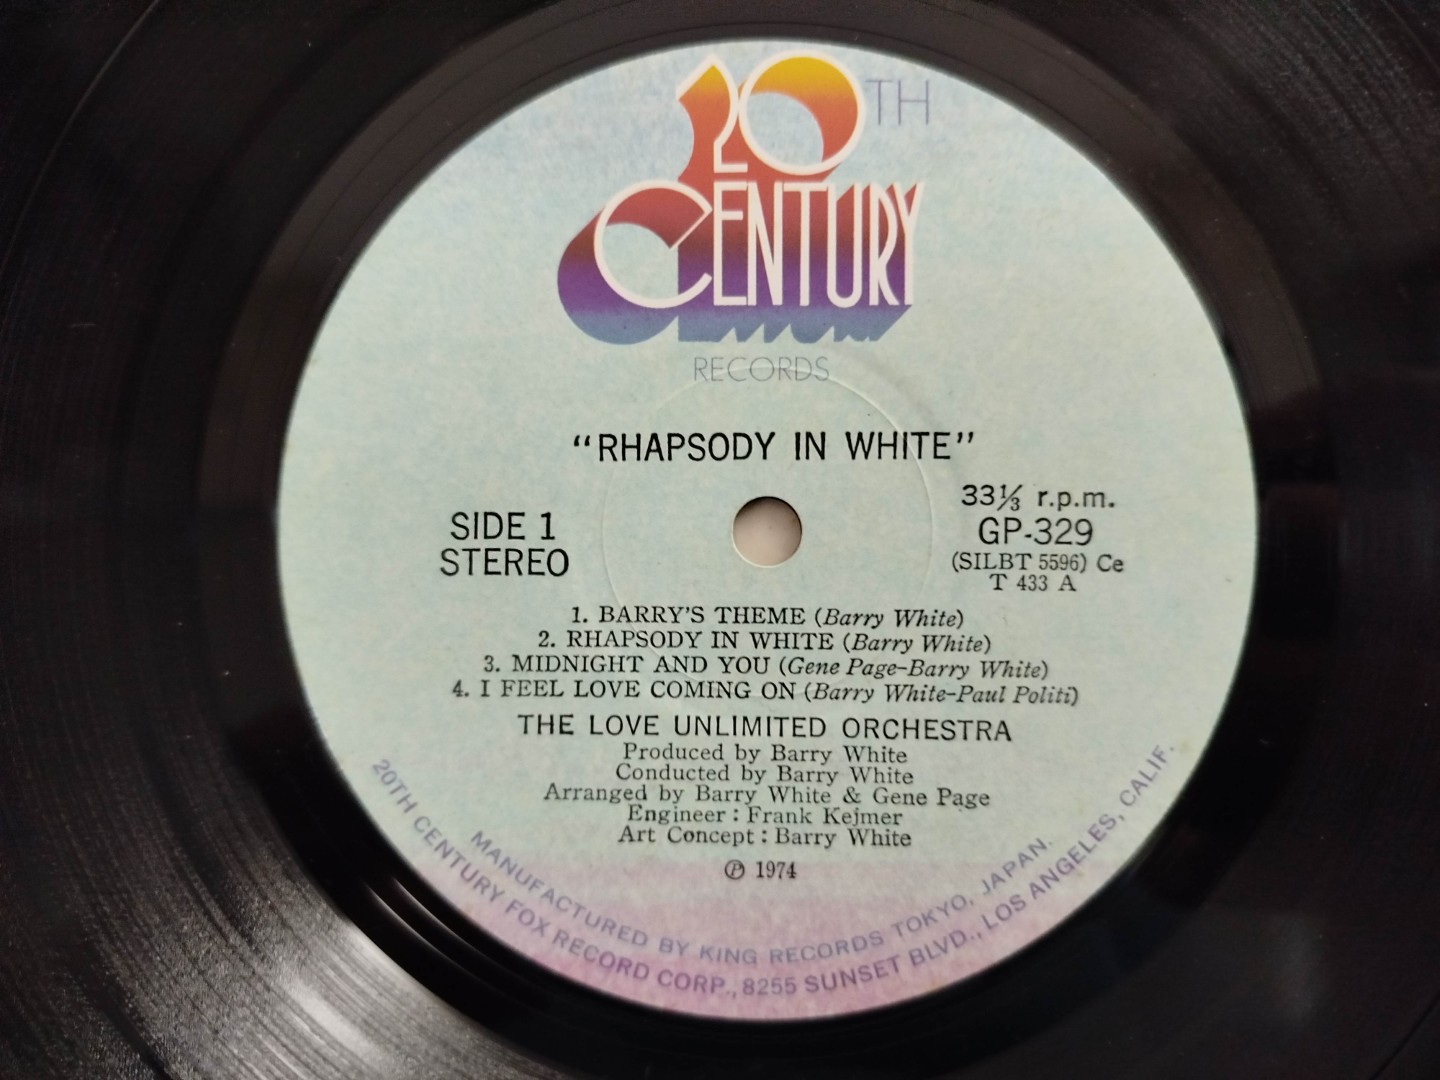 20TH
CENTURY
RECORDS
“RHAPSODY IN WHITE”
SIDE 1
STEREO
33⅓ r.p.m.
GP-329
(SILBT 5596) Ce
T 433 A
1. BARRY'S THEME (Barry White)
2. RHAPSODY IN WHITE (Barry White)
3. MIDNIGHT AND YOU (Gene Page-Barry White)
4. I FEEL LOVE COMING ON (Barry White-Paul Politi)
THE LOVE UNLIMITED ORCHESTRA
Produced by Barry White
Conducted by Barry White
Arranged by Barry White & Gene Page
Engineer : Frank Kejmer
Art Concept : Barry White
℗ 1974
MANUFACTURED BY KING RECORDS TOKYO, JAPAN.
20TH CENTURY FOX RECORD CORP., 8255 SUNSET BLVD., LOS ANGELES, CALIF.